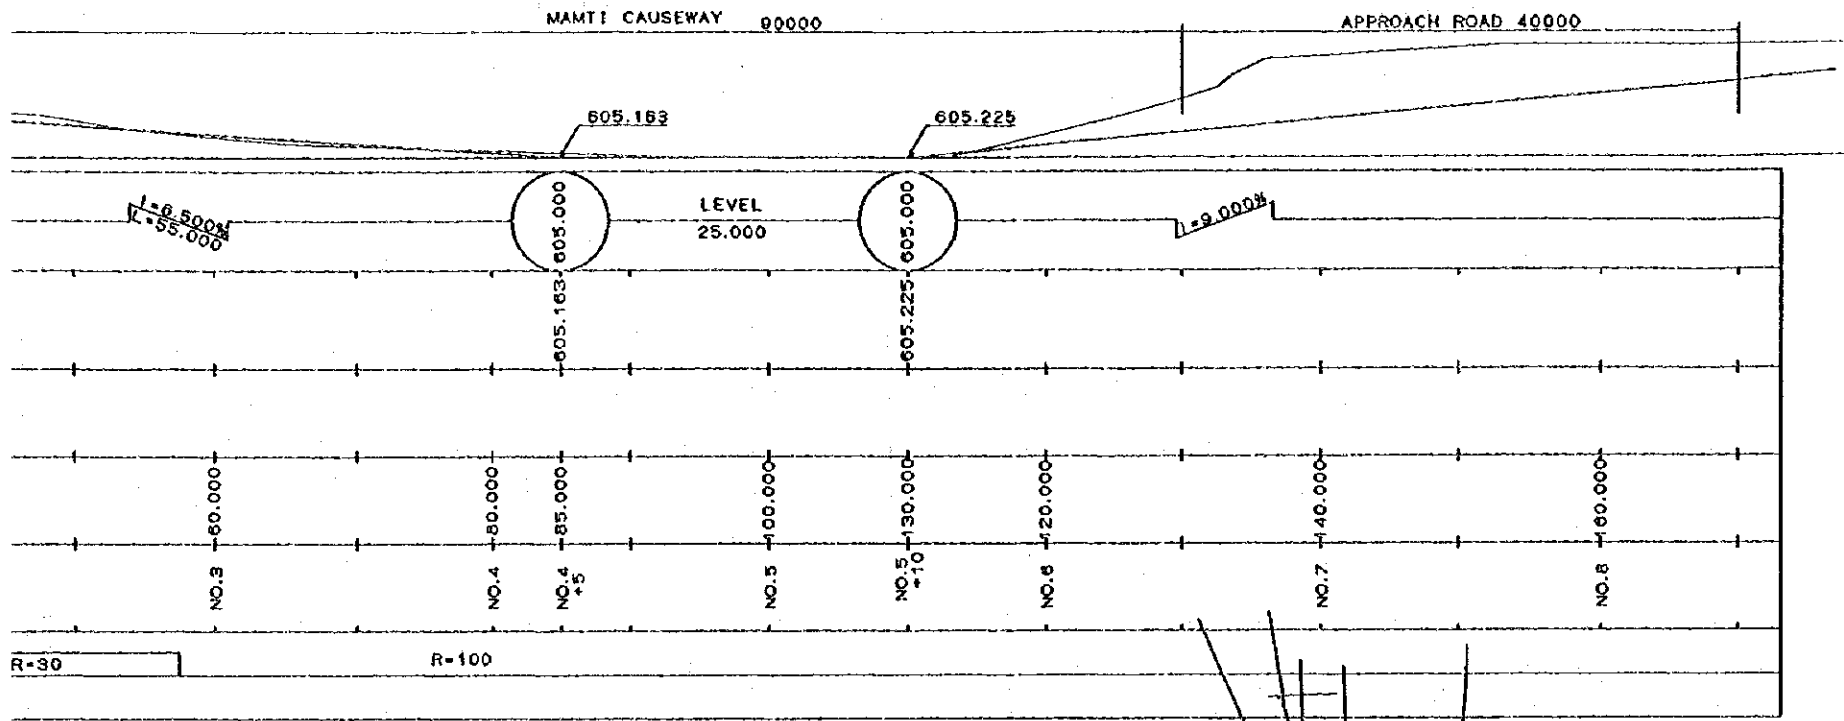 MAMTI CAUSEWAY 90000
APPROACH ROAD 40000
605.163
605.225
i=6.500%
L=55.000
605.163 605.000
LEVEL
25.000
605.225 605.000
i=9.000%
60.000
80.000
85.000
100.000
130.000
120.000
140.000
160.000
NO.3
NO.4
NO.4
+5
NO.5
NO.5
+10
NO.6
NO.7
NO.8
R=30
R=100